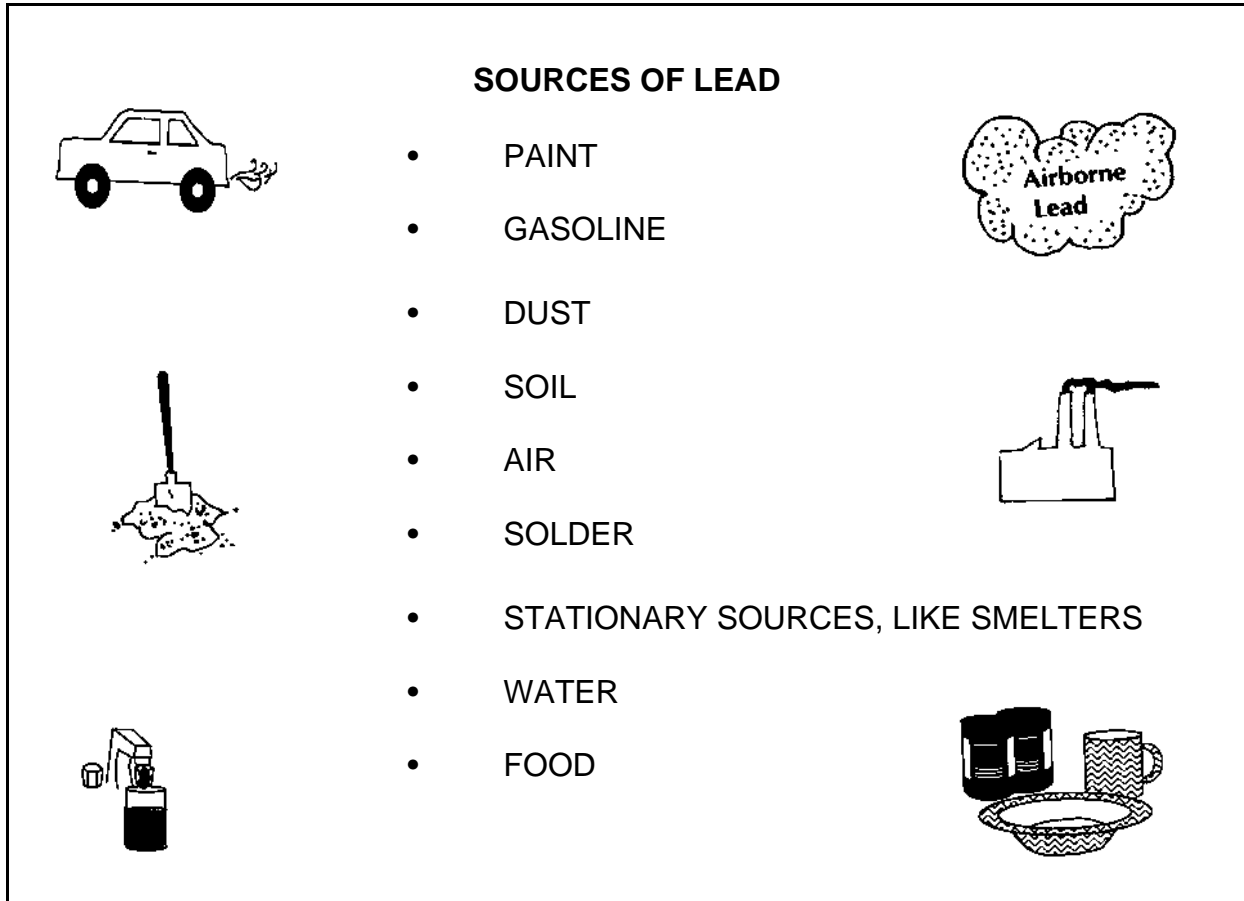 SOURCES OF LEAD
• PAINT
• GASOLINE
Airborne
Lead
• DUST
• SOIL
• AIR
• SOLDER
• STATIONARY SOURCES, LIKE SMELTERS
• WATER
• FOOD